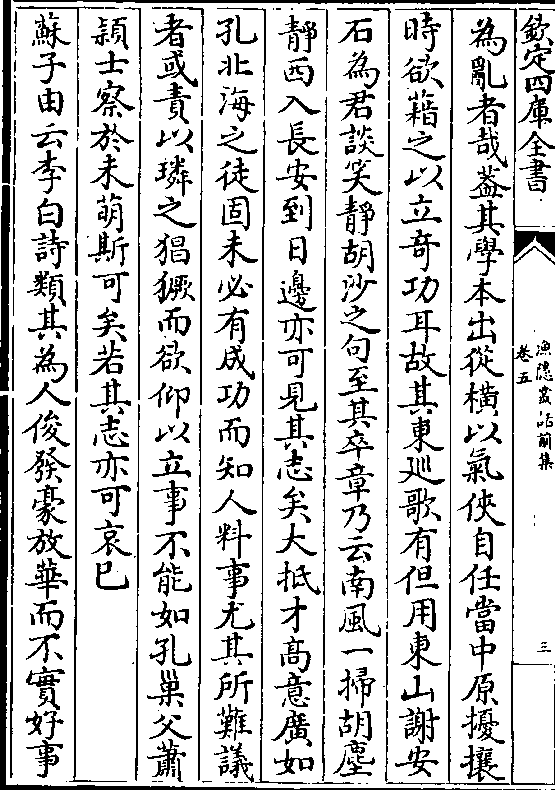 欽定四庫全書
漁隱叢話前集
卷五
三
為亂者哉葢其學本出從橫以氣俠自任當中原擾攘
時欲藉之以立奇功耳故其東廵歌有但用東山謝安
石為君談笑靜胡沙之句至其卒章乃云南風一掃胡塵
靜西入長安到日邊亦可見其志矣大抵才髙意廣如
孔北海之徒固未必有成功而知人料事尤其所難議
者或責以璘之猖獗而欲仰以立事不能如孔巢父蕭
頴士察於未萌斯可矣若其志亦可哀已
蘇子由云李白詩類其為人俊發豪放華而不實好事